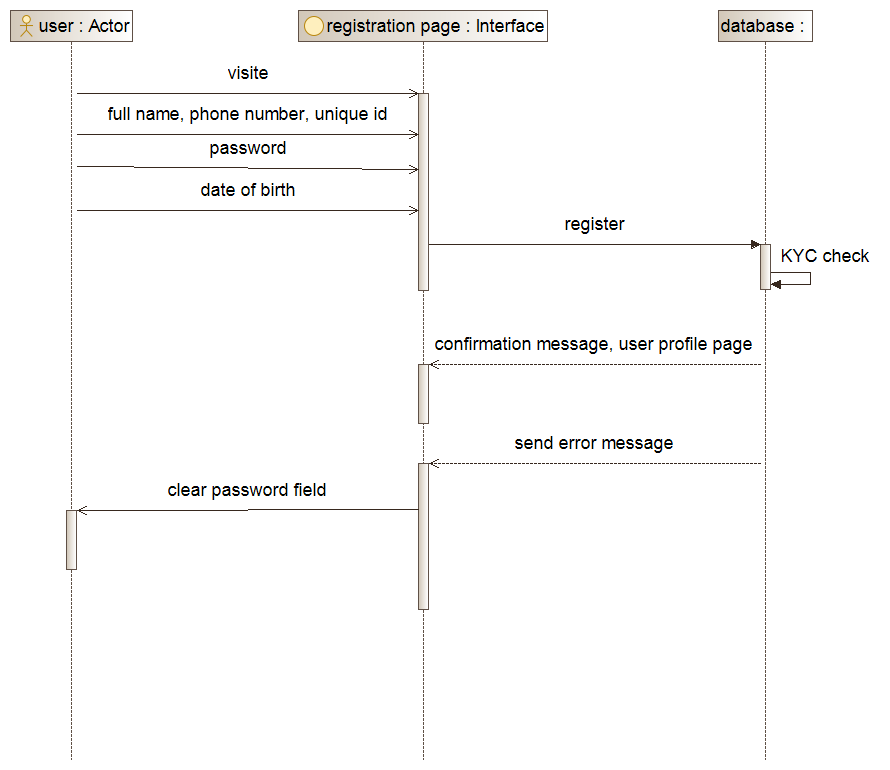 user : Actor
registration page : Interface
database :
visite
full name, phone number, unique id
password
date of birth
register
KYC check
confirmation message, user profile page
send error message
clear password field